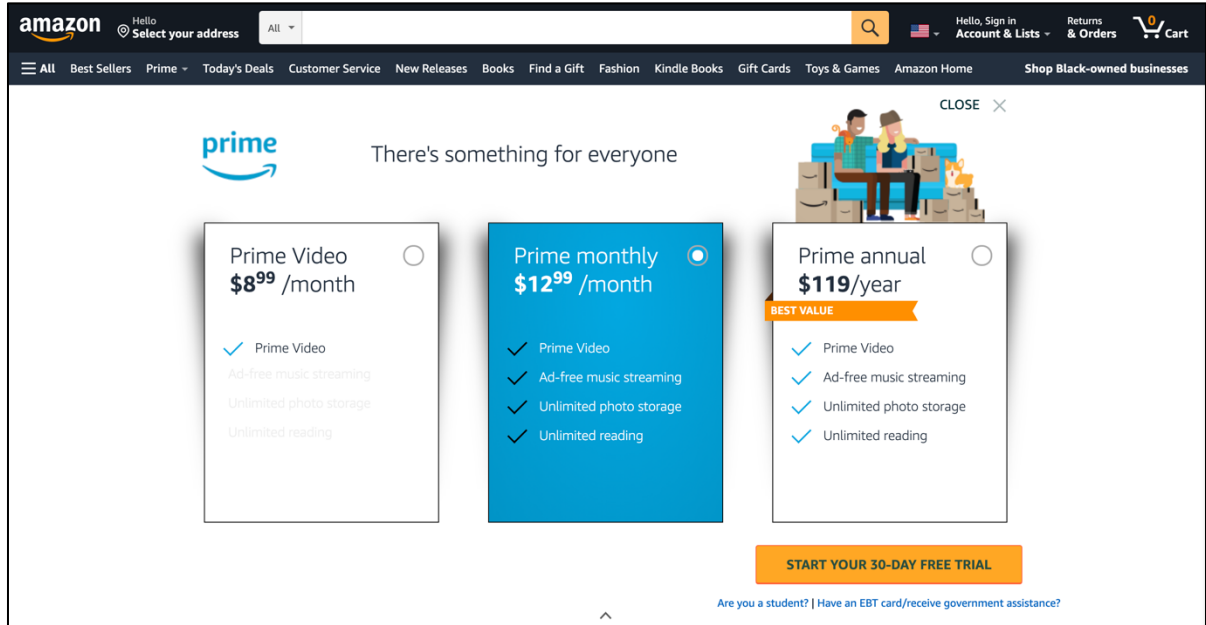 amazon
Hello
Select your address
All
Hello, Sign in
Account & Lists
Returns
& Orders
0
Cart
All Best Sellers Prime Today's Deals Customer Service New Releases Books Find a Gift Fashion Kindle Books Gift Cards Toys & Games Amazon Home Shop Black-owned businesses
CLOSE
prime
There's something for everyone
Prime Video
$899 /month
Prime Video
Ad-free music streaming
Unlimited photo storage
Unlimited reading
Prime monthly
$1299 /month
Prime Video
Ad-free music streaming
Unlimited photo storage
Unlimited reading
Prime annual
$119/year
BEST VALUE
Prime Video
Ad-free music streaming
Unlimited photo storage
Unlimited reading
START YOUR 30-DAY FREE TRIAL
Are you a student? | Have an EBT card/receive government assistance?